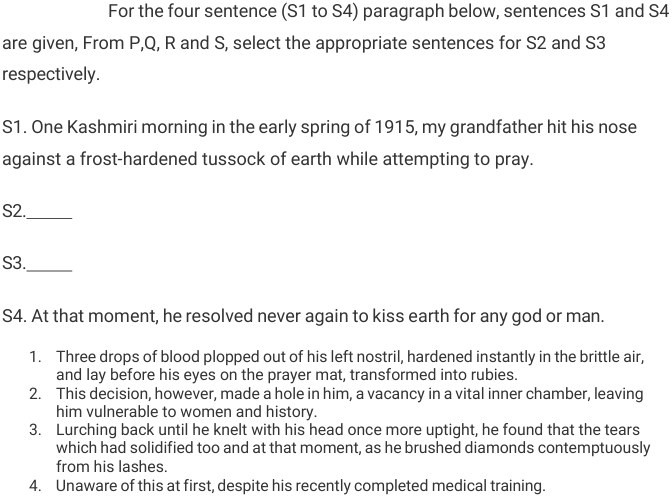 For the four sentence (S1 to S4) paragraph below, sentences S1 and S4
are given, From P,Q, R and S, select the appropriate sentences for S2 and S3
respectively.
S1. One Kashmiri morning in the early spring of 1915, my grandfather hit his nose
against a frost-hardened tussock of earth while attempting to pray.
S2._____
S3._____
S4. At that moment, he resolved never again to kiss earth for any god or man.
1. Three drops of blood plopped out of his left nostril, hardened instantly in the brittle air,
and lay before his eyes on the prayer mat, transformed into rubies.
2. This decision, however, made a hole in him, a vacancy in a vital inner chamber, leaving
him vulnerable to women and history.
3. Lurching back until he knelt with his head once more uptight, he found that the tears
which had solidified too and at that moment, as he brushed diamonds contemptuously
from his lashes.
4. Unaware of this at first, despite his recently completed medical training.